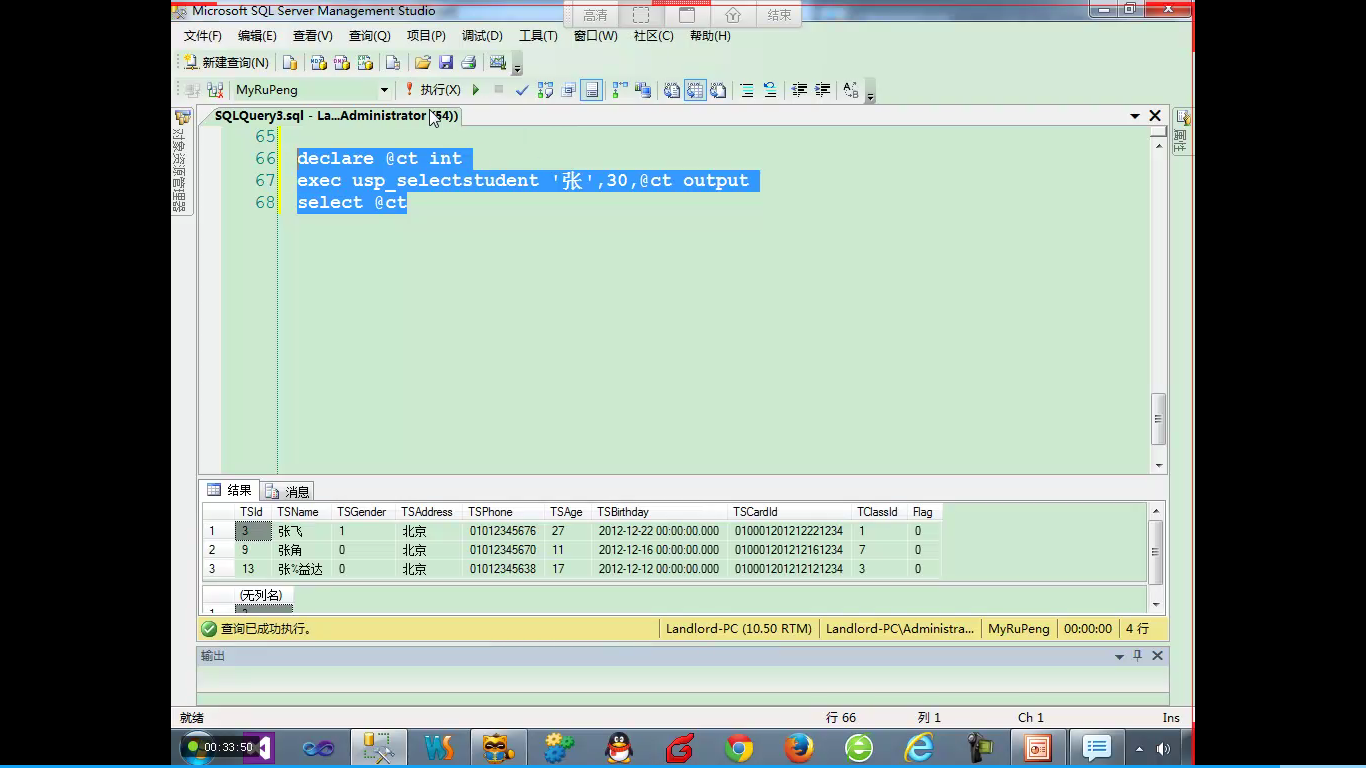 Microsoft SQL Server Management Studio
高清 结束
文件(F) 编辑(E) 查看(V) 查询(Q) 项目(P) 调试(D) 工具(T) 窗口(W) 社区(C) 帮助(H)
新建查询(N)
MyRuPeng 执行(X)
SQLQuery3.sql - La...Administrator (54))
对象资源管理器
属性
65
66 declare @ct int
67 exec usp_selectstudent '张',30,@ct output
68 select @ct
结果 消息
TSId TSName TSGender TSAddress TSPhone TSAge TSBirthday TSCardId TClassId Flag
1 3 张飞 1 北京 01012345676 27 2012-12-22 00:00:00.000 010001201212221234 1 0
2 9 张角 0 北京 01012345670 11 2012-12-16 00:00:00.000 010001201212161234 7 0
3 13 张%益达 0 北京 01012345638 17 2012-12-12 00:00:00.000 010001201212121234 3 0
(无列名)
查询已成功执行。 Landlord-PC (10.50 RTM) Landlord-PC\Administra... MyRuPeng 00:00:00 4 行
输出
就绪 行 66 列 1 Ch 1 Ins
00:33:50